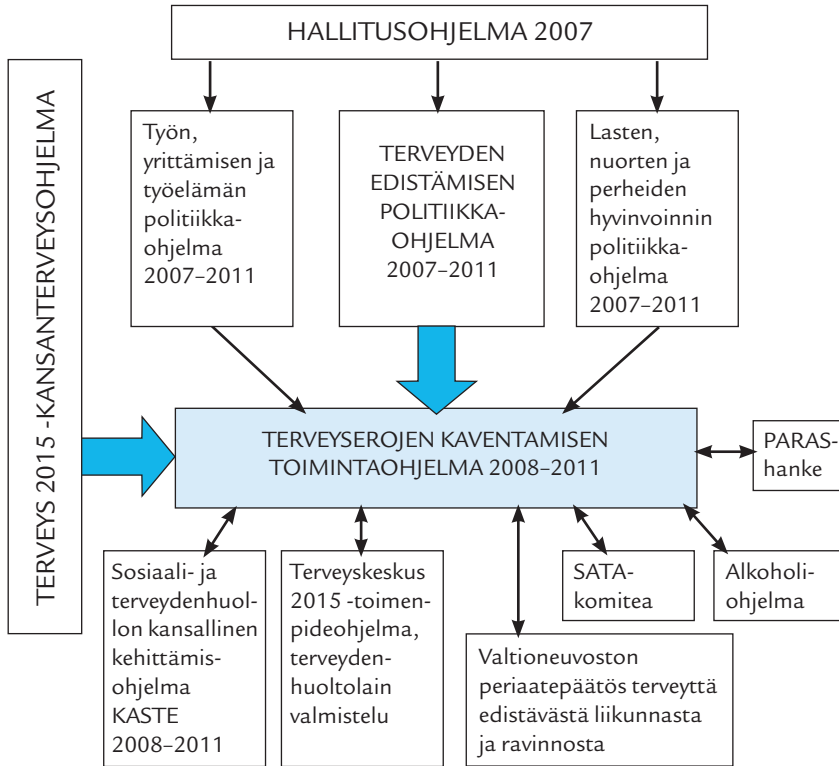 HALLITUSOHJELMA 2007
TERVEYS 2015 -KANSANTERVEYSOHJELMA
Työn,
yrittämisen ja
työelämän
politiikka-
ohjelma
2007–2011
TERVEYDEN
EDISTÄMISEN
POLITIIKKA-
OHJELMA
2007–2011
Lasten,
nuorten ja
perheiden
hyvinvoinnin
politiikka-
ohjelma
2007–2011
TERVEYSEROJEN KAVENTAMISEN
TOIMINTAOHJELMA 2008–2011
PARAS-
hanke
Sosiaali- ja
terveydenhuol-
lon kansallinen
kehittämis-
ohjelma
KASTE
2008–2011
Terveyskeskus
2015 -toimen-
pideohjelma,
terveyden-
huoltolain
valmistelu
Valtioneuvoston
periaatepäätös terveyttä
edistävästä liikunnasta
ja ravinnosta
SATA-
komitea
Alkoholi-
ohjelma